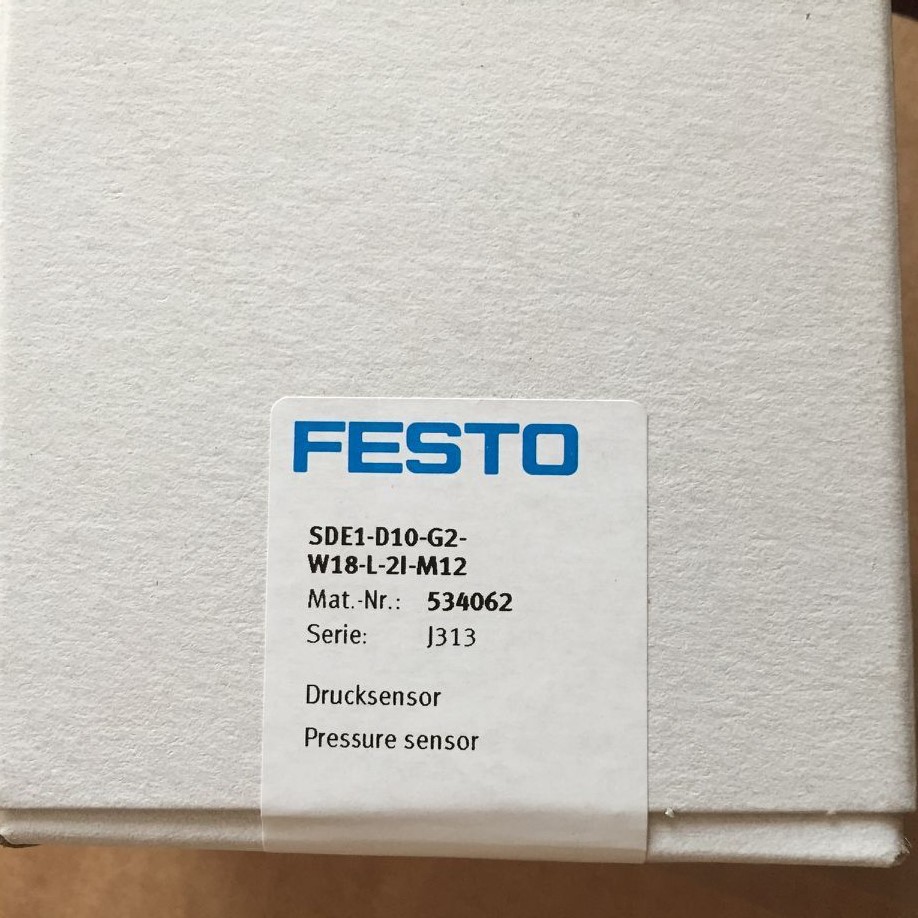 FESTO
SDE1-D10-G2-
W18-L-2I-M12
Mat.-Nr.: 534062
Serie: J313
Drucksensor
Pressure sensor